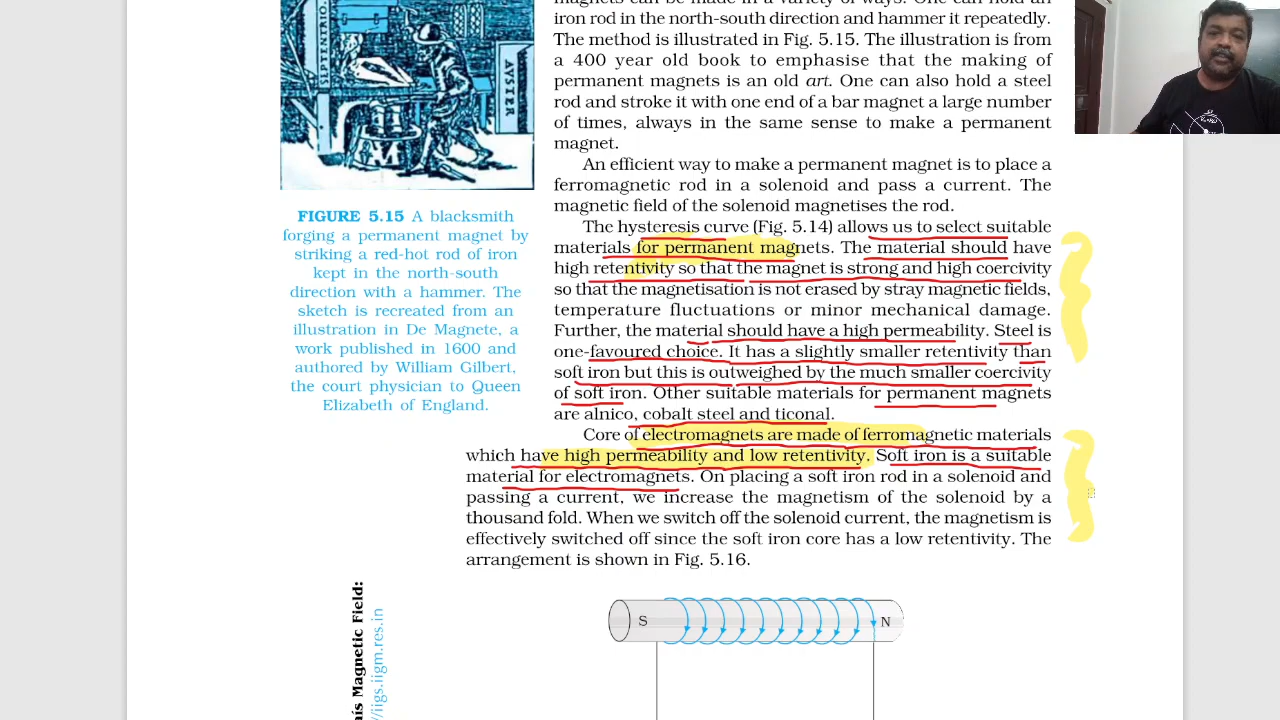 magnets can be made in a variety of ways. One can hold an
iron rod in the north-south direction and hammer it repeatedly.
The method is illustrated in Fig. 5.15. The illustration is from
a 400 year old book to emphasise that the making of
permanent magnets is an old art. One can also hold a steel
rod and stroke it with one end of a bar magnet a large number
of times, always in the same sense to make a permanent
magnet.
An efficient way to make a permanent magnet is to place a
ferromagnetic rod in a solenoid and pass a current. The
magnetic field of the solenoid magnetises the rod.
The hysteresis curve (Fig. 5.14) allows us to select suitable
materials for permanent magnets. The material should have
high retentivity so that the magnet is strong and high coercivity
so that the magnetisation is not erased by stray magnetic fields,
temperature fluctuations or minor mechanical damage.
Further, the material should have a high permeability. Steel is
one-favoured choice. It has a slightly smaller retentivity than
soft iron but this is outweighed by the much smaller coercivity
of soft iron. Other suitable materials for permanent magnets
are alnico, cobalt steel and ticonal.
Core of electromagnets are made of ferromagnetic materials
which have high permeability and low retentivity. Soft iron is a suitable
material for electromagnets. On placing a soft iron rod in a solenoid and
passing a current, we increase the magnetism of the solenoid by a
thousand fold. When we switch off the solenoid current, the magnetism is
effectively switched off since the soft iron core has a low retentivity. The
arrangement is shown in Fig. 5.16.
SEPTENTRIO.
AVSTER
FIGURE 5.15 A blacksmith
forging a permanent magnet by
striking a red-hot rod of iron
kept in the north-south
direction with a hammer. The
sketch is recreated from an
illustration in De Magnete, a
work published in 1600 and
authored by William Gilbert,
the court physician to Queen
Elizabeth of England.
S
N
Magnetic Field:
iigs.iigm.res.in